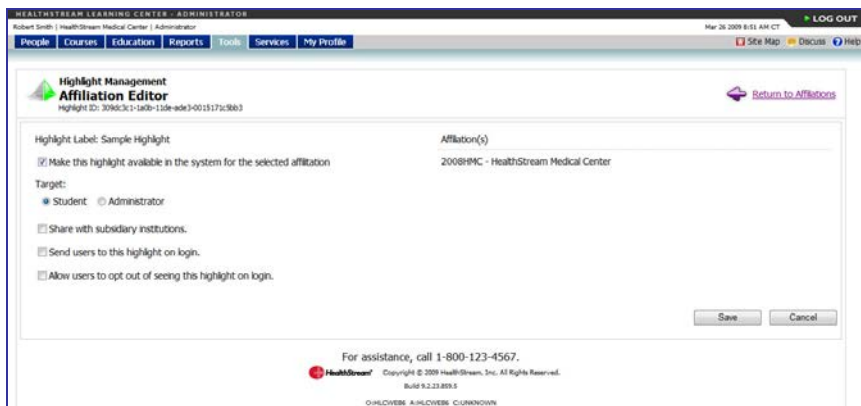 HEALTHSTREAM LEARNING CENTER - ADMINISTRATOR
LOG OUT
Robert Smith | HealthStream Medical Center | Administrator
Mar 26 2009 8:51 AM CT
People Courses Education Reports Tools Services My Profile
Site Map Discuss Help
Highlight Management
Affiliation Editor
Highlight ID: 309dc3c1-1a0b-11de-ade3-0015171c5bb3
Return to Affiliations
Highlight Label: Sample Highlight
Affiliation(s)
Make this highlight available in the system for the selected affiltation
2008HMC - HealthStream Medical Center
Target:
Student Administrator
Share with subsidiary institutions.
Send users to this highlight on login.
Allow users to opt out of seeing this highlight on login.
Save Cancel
For assistance, call 1-800-123-4567.
HealthStream Copyright © 2009 HealthStream, Inc. All Rights Reserved.
Build 9.2.23.859.5
O:HLCWEB6 A:HLCWEB6 C:UNKNOWN